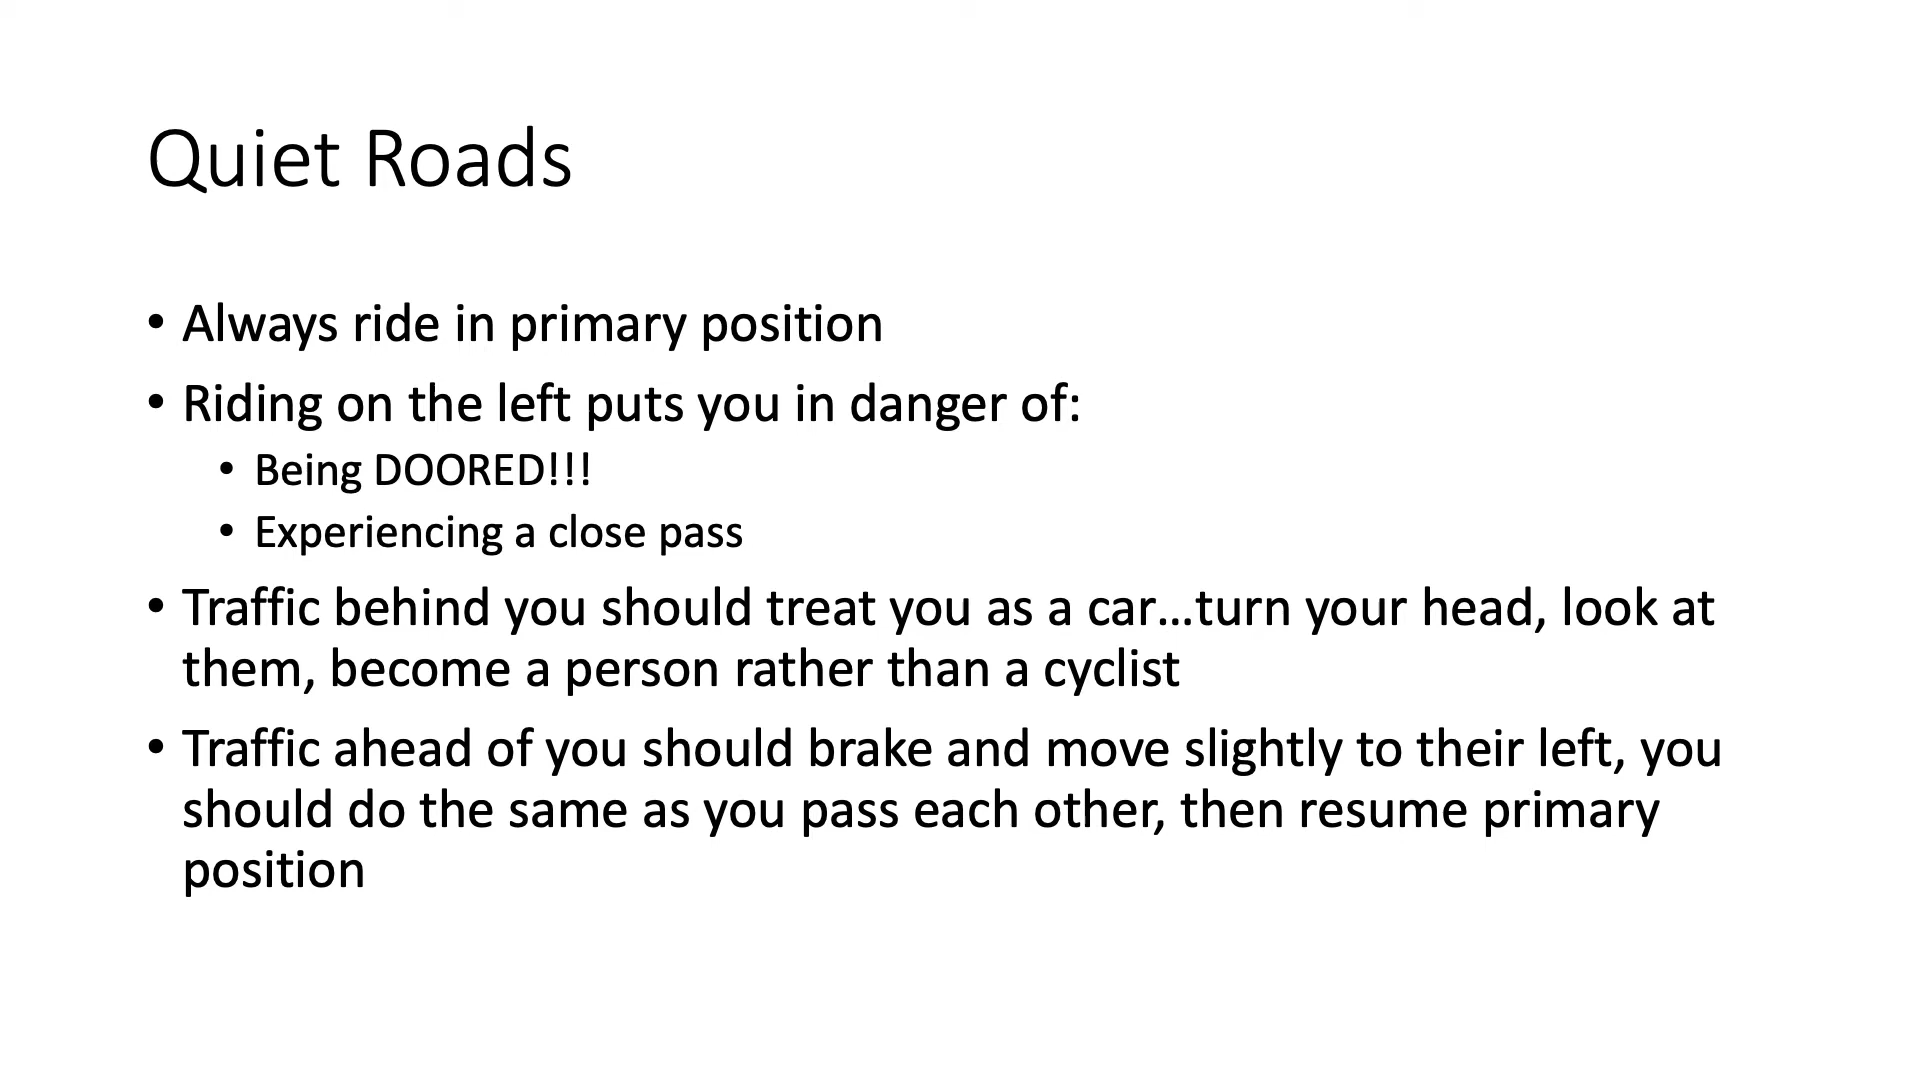 Quiet Roads
• Always ride in primary position
• Riding on the left puts you in danger of:
• Being DOORED!!!
• Experiencing a close pass
• Traffic behind you should treat you as a car...turn your head, look at
them, become a person rather than a cyclist
• Traffic ahead of you should brake and move slightly to their left, you
should do the same as you pass each other, then resume primary
position